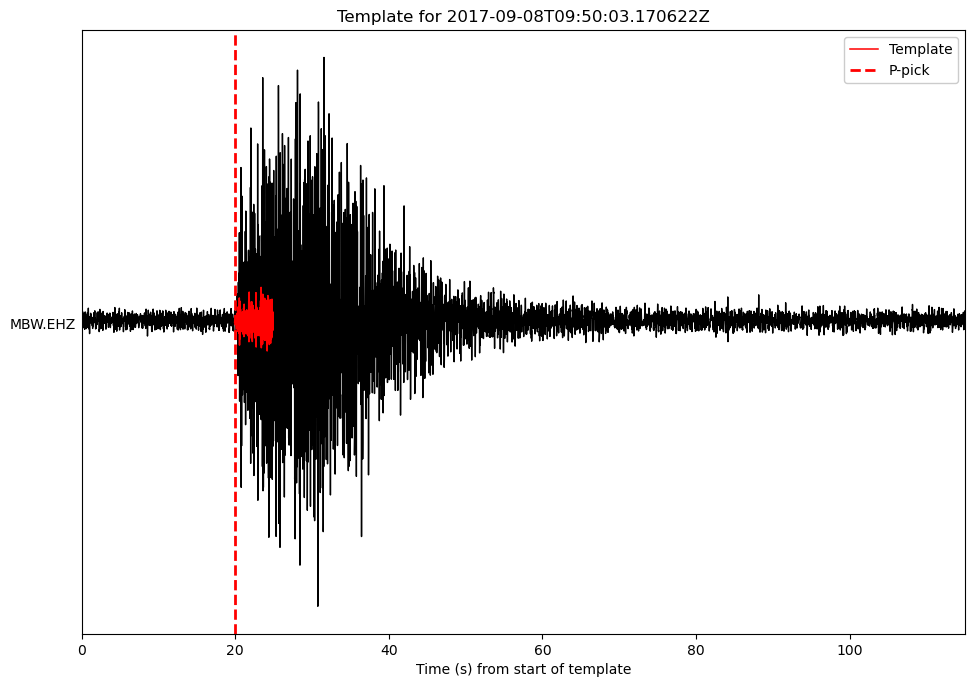 Template for 2017-09-08T09:50:03.170622Z
Template
P-pick
MBW.EHZ
0 20 40 60 80 100
Time (s) from start of template